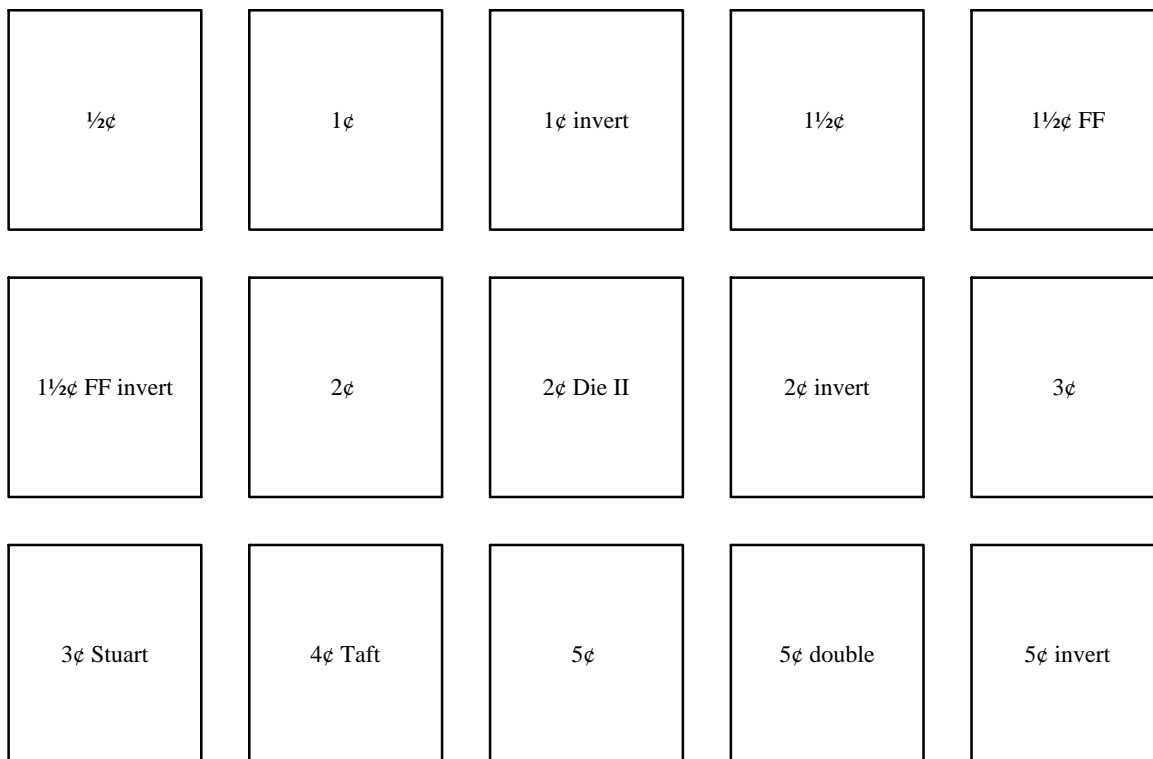 ½¢
1¢
1¢ invert
1½¢
1½¢ FF
1½¢ FF invert
2¢
2¢ Die II
2¢ invert
3¢
3¢ Stuart
4¢ Taft
5¢
5¢ double
5¢ invert